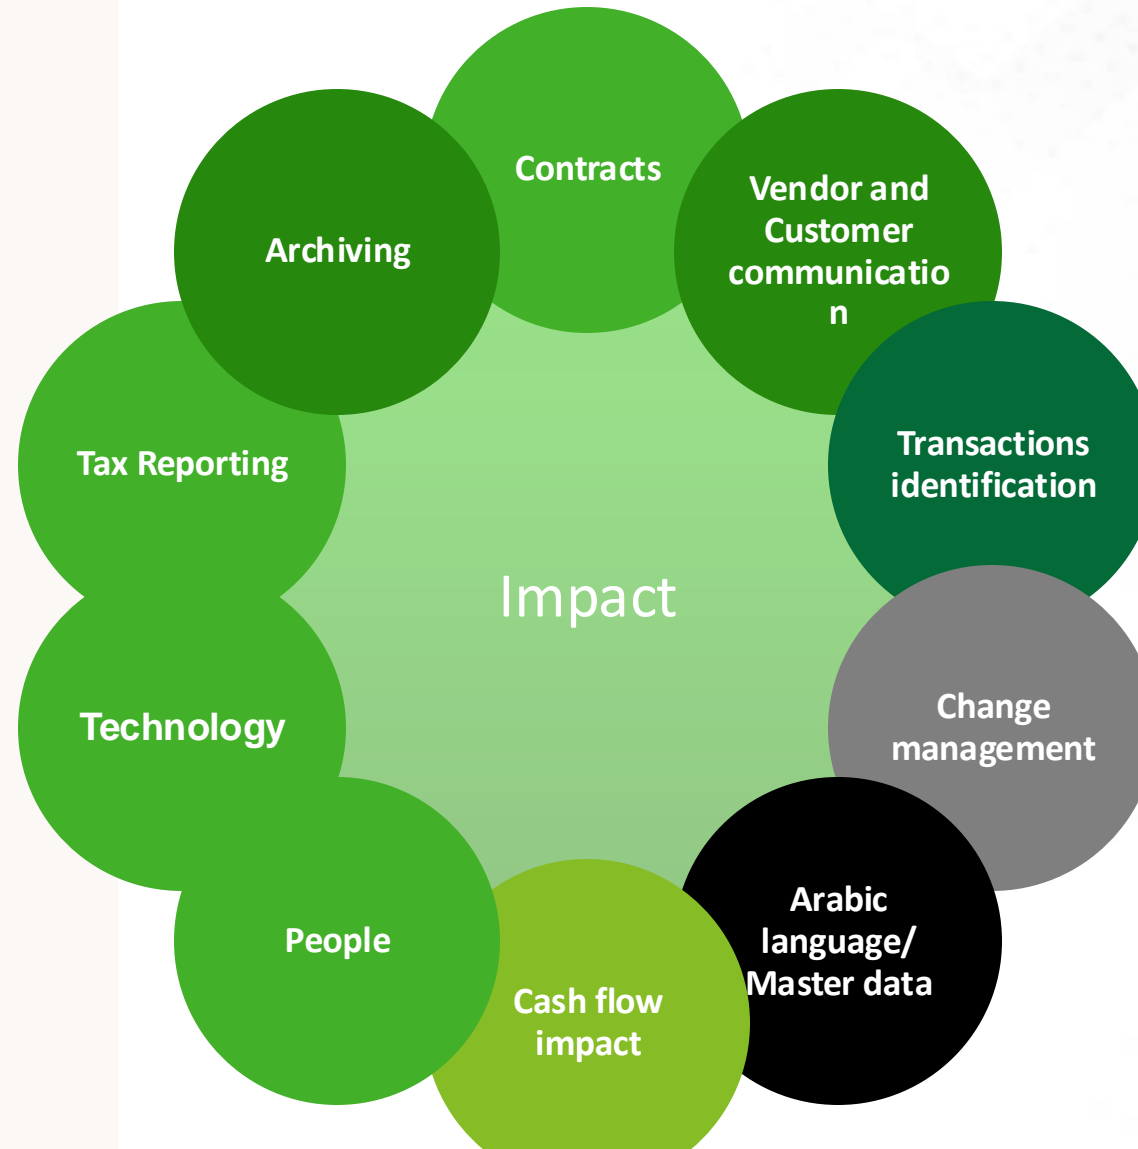 Contracts
Vendor and
Customer
communicatio
n
Transactions
identification
Change
management
Arabic
language/
Master data
Cash flow
impact
People
Technology
Tax Reporting
Archiving
Impact